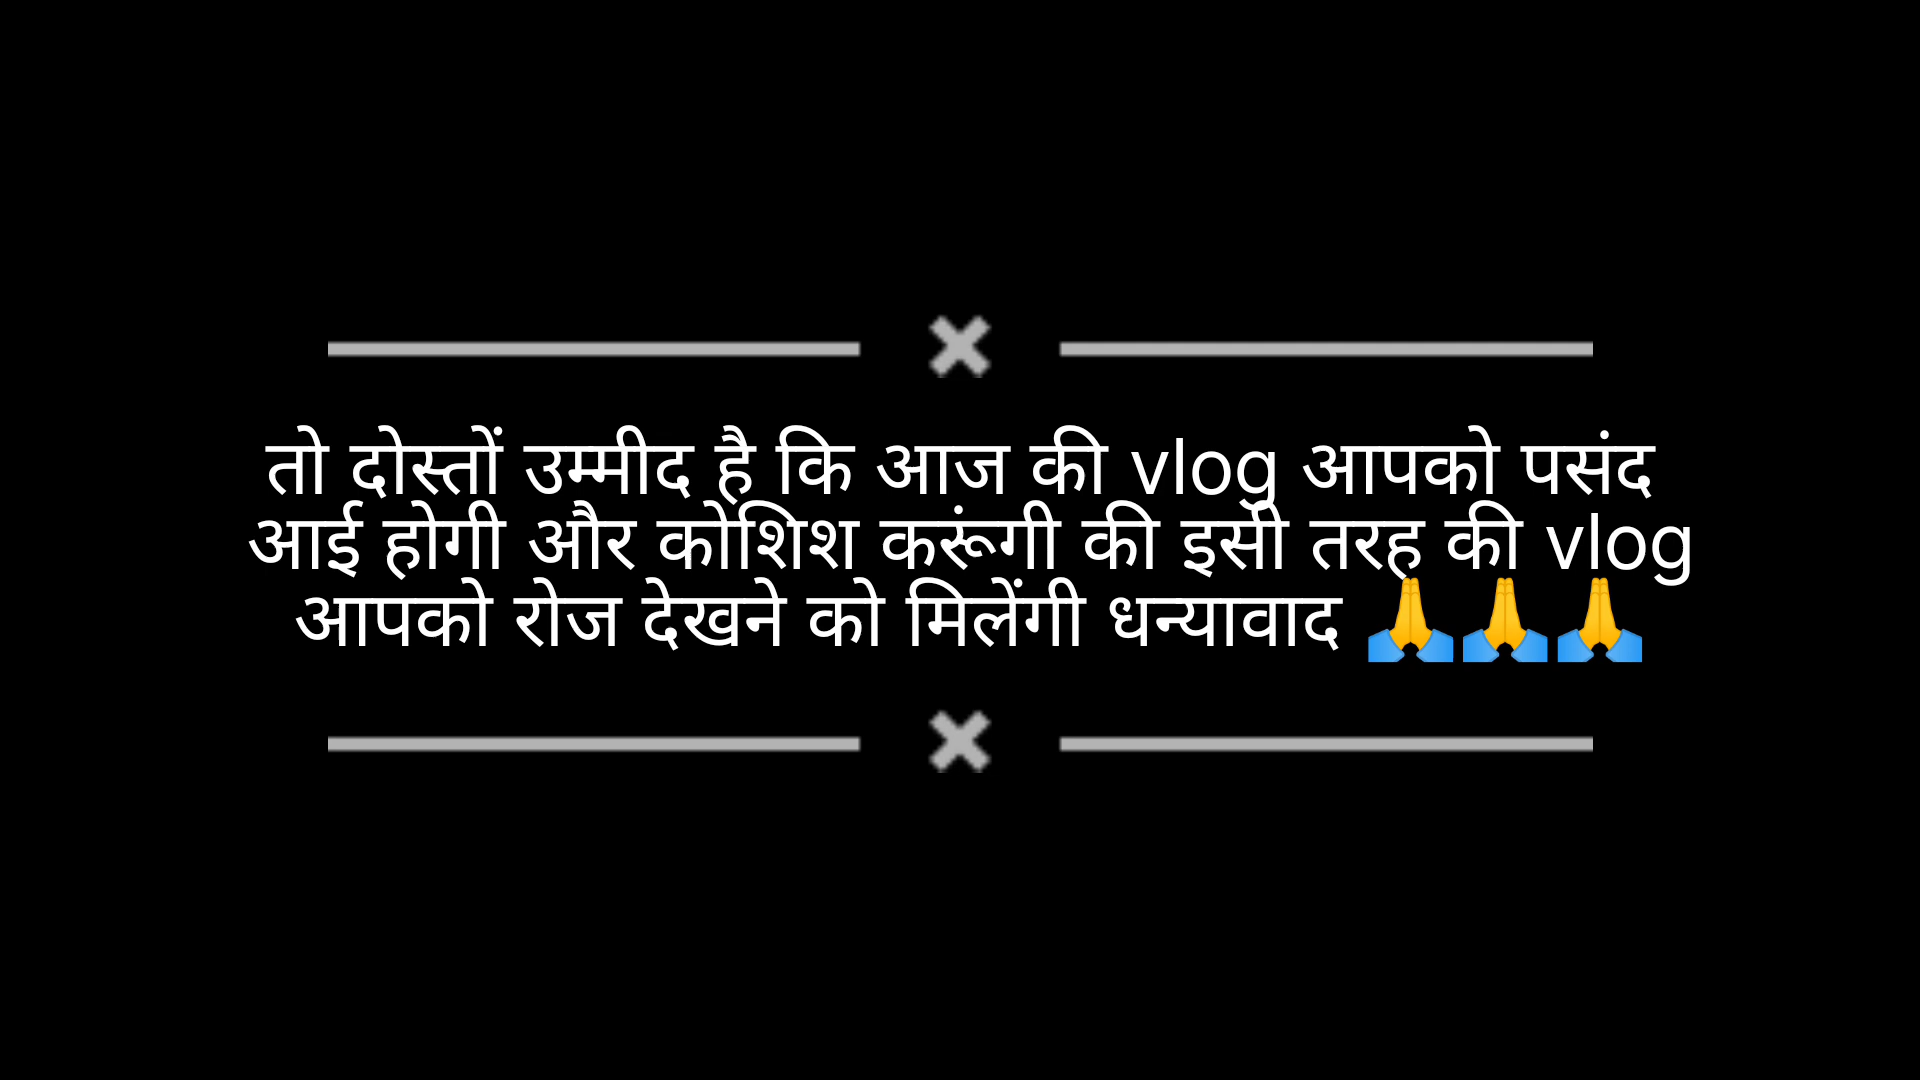 तो दोस्तों उम्मीद है कि आज की vlog आपको पसंद
आई होगी और कोशिश करूंगी की इसी तरह की vlog
आपको रोज देखने को मिलेंगी धन्यावाद 🙏🙏🙏